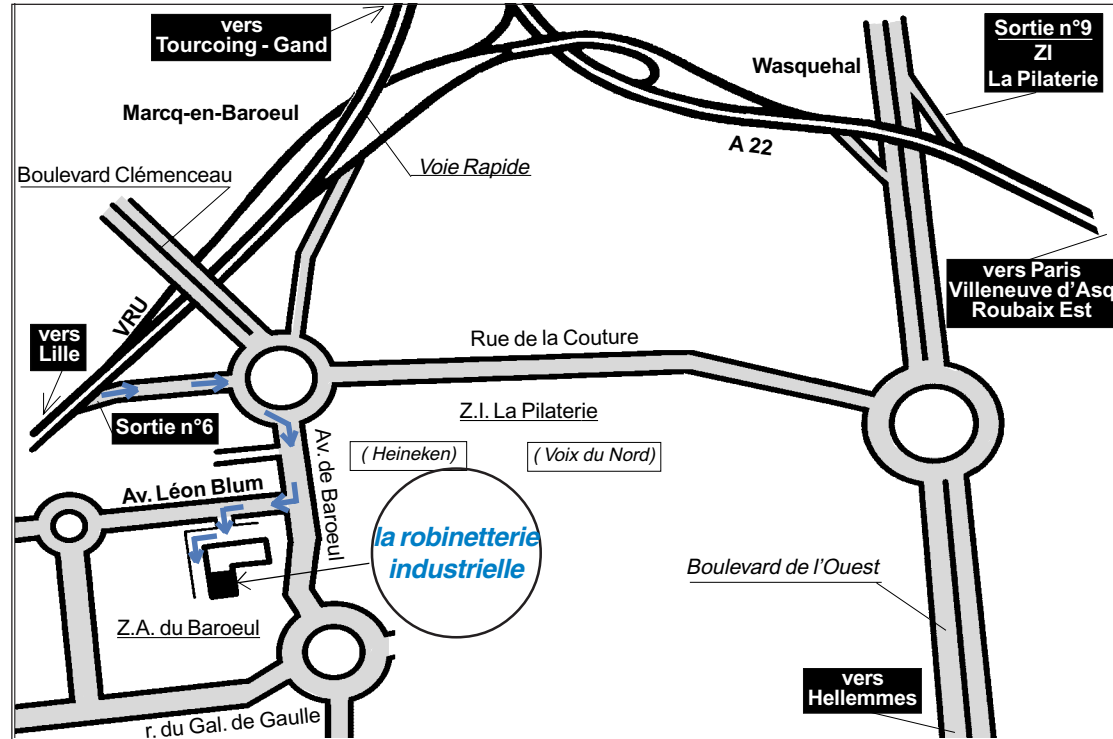 vers
Tourcoing - Gand
Sortie n°9
ZI
La Pilaterie
Wasquehal
Marcq-en-Baroeul
A 22
Voie Rapide
Boulevard Clémenceau
vers Paris
Villeneuve d'Asq
Roubaix Est
VRU
vers
Lille
Rue de la Couture
Z.I. La Pilaterie
Sortie n°6
( Heineken)
( Voix du Nord)
Av. de Baroeul
Av. Léon Blum
la robinetterie
industrielle
Boulevard de l'Ouest
Z.A. du Baroeul
vers
Hellemmes
r. du Gal. de Gaulle